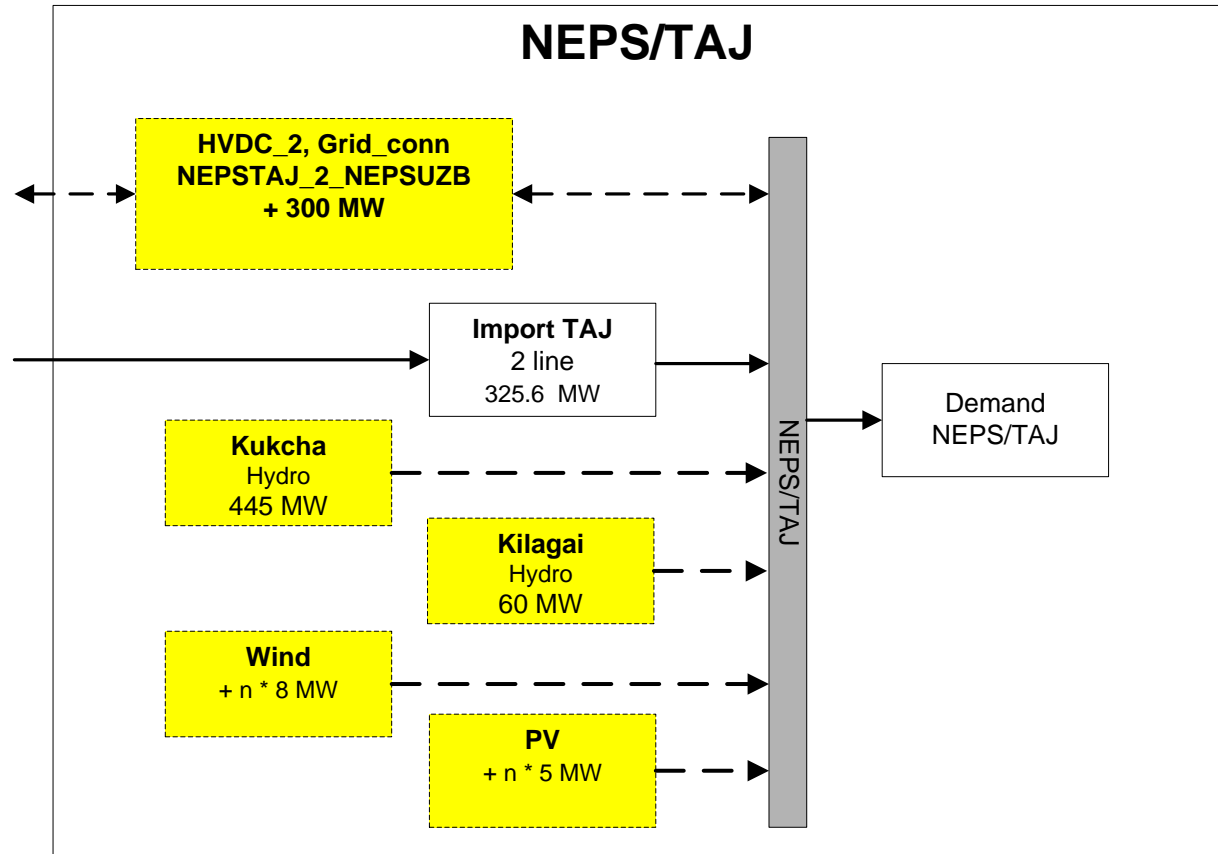 NEPS/TAJ
HVDC_2, Grid_conn
NEPSTAJ_2_NEPSUZB
+ 300 MW
Import TAJ
2 line
325.6 MW
Kukcha
Hydro
445 MW
Kilagai
Hydro
60 MW
Wind
+ n * 8 MW
PV
+ n * 5 MW
NEPS/TAJ
Demand
NEPS/TAJ